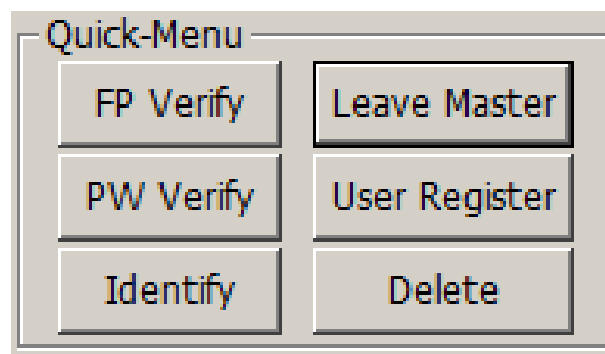 Quick-Menu
FP Verify
Leave Master
PW Verify
User Register
Identify
Delete